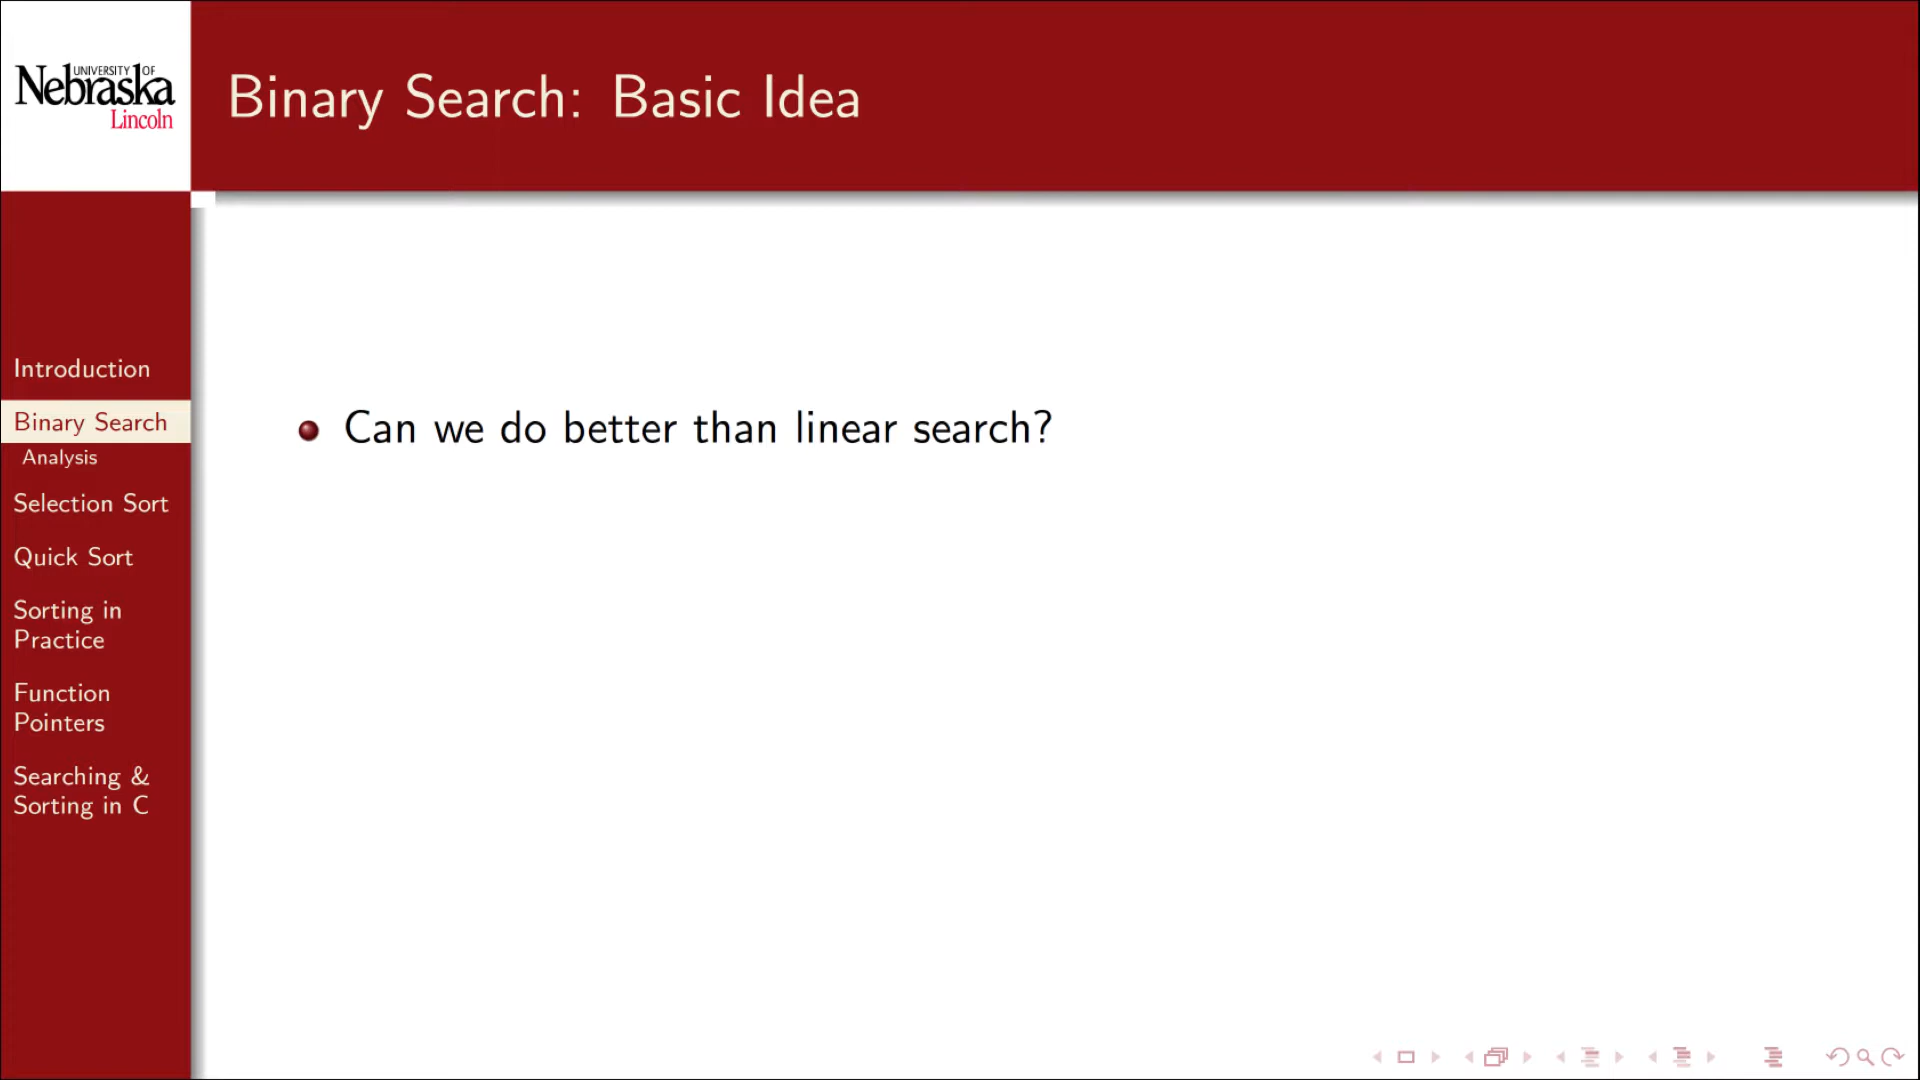 UNIVERSITY OF
Nebraska
Lincoln
Binary Search: Basic Idea
Introduction
Binary Search
Analysis
Selection Sort
Quick Sort
Sorting in
Practice
Function
Pointers
Searching &
Sorting in C
Can we do better than linear search?